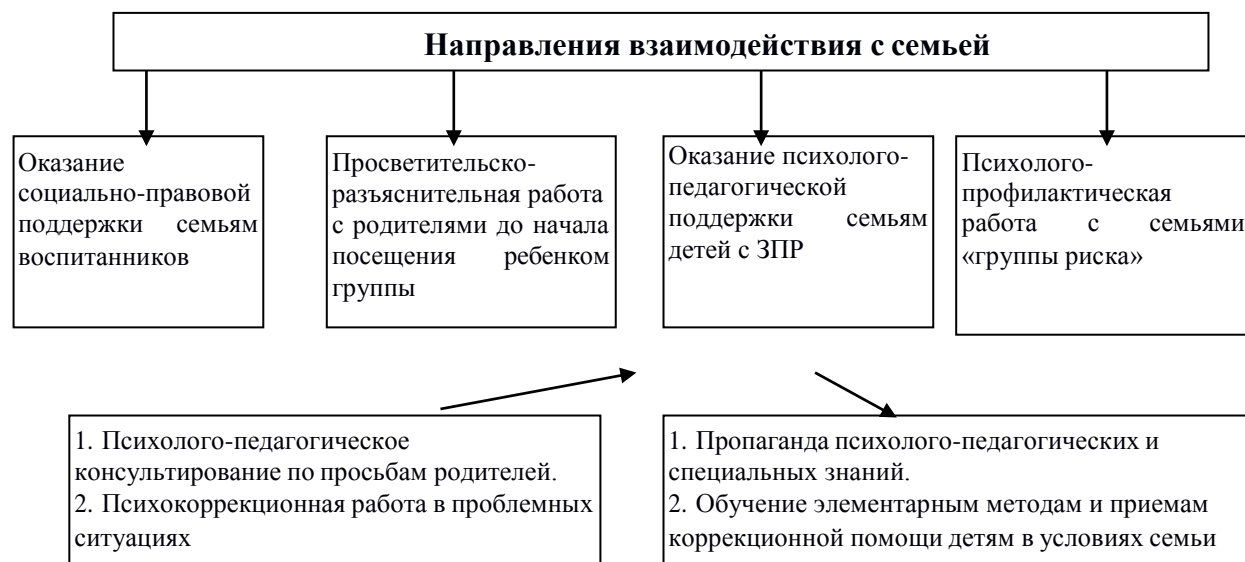 Направления взаимодействия с семьей
Оказание
социально-правовой
поддержки семьям
воспитанников
Просветительско-
разъяснительная работа
с родителями до начала
посещения ребенком
группы
Оказание психолого-
педагогической
поддержки семьям
детей с ЗПР
Психолого-
профилактическая
работа с семьями
«группы риска»
1. Психолого-педагогическое
консультирование по просьбам родителей.
2. Психокоррекционная работа в проблемных
ситуациях
1. Пропаганда психолого-педагогических и
специальных знаний.
2. Обучение элементарным методам и приемам
коррекционной помощи детям в условиях семьи